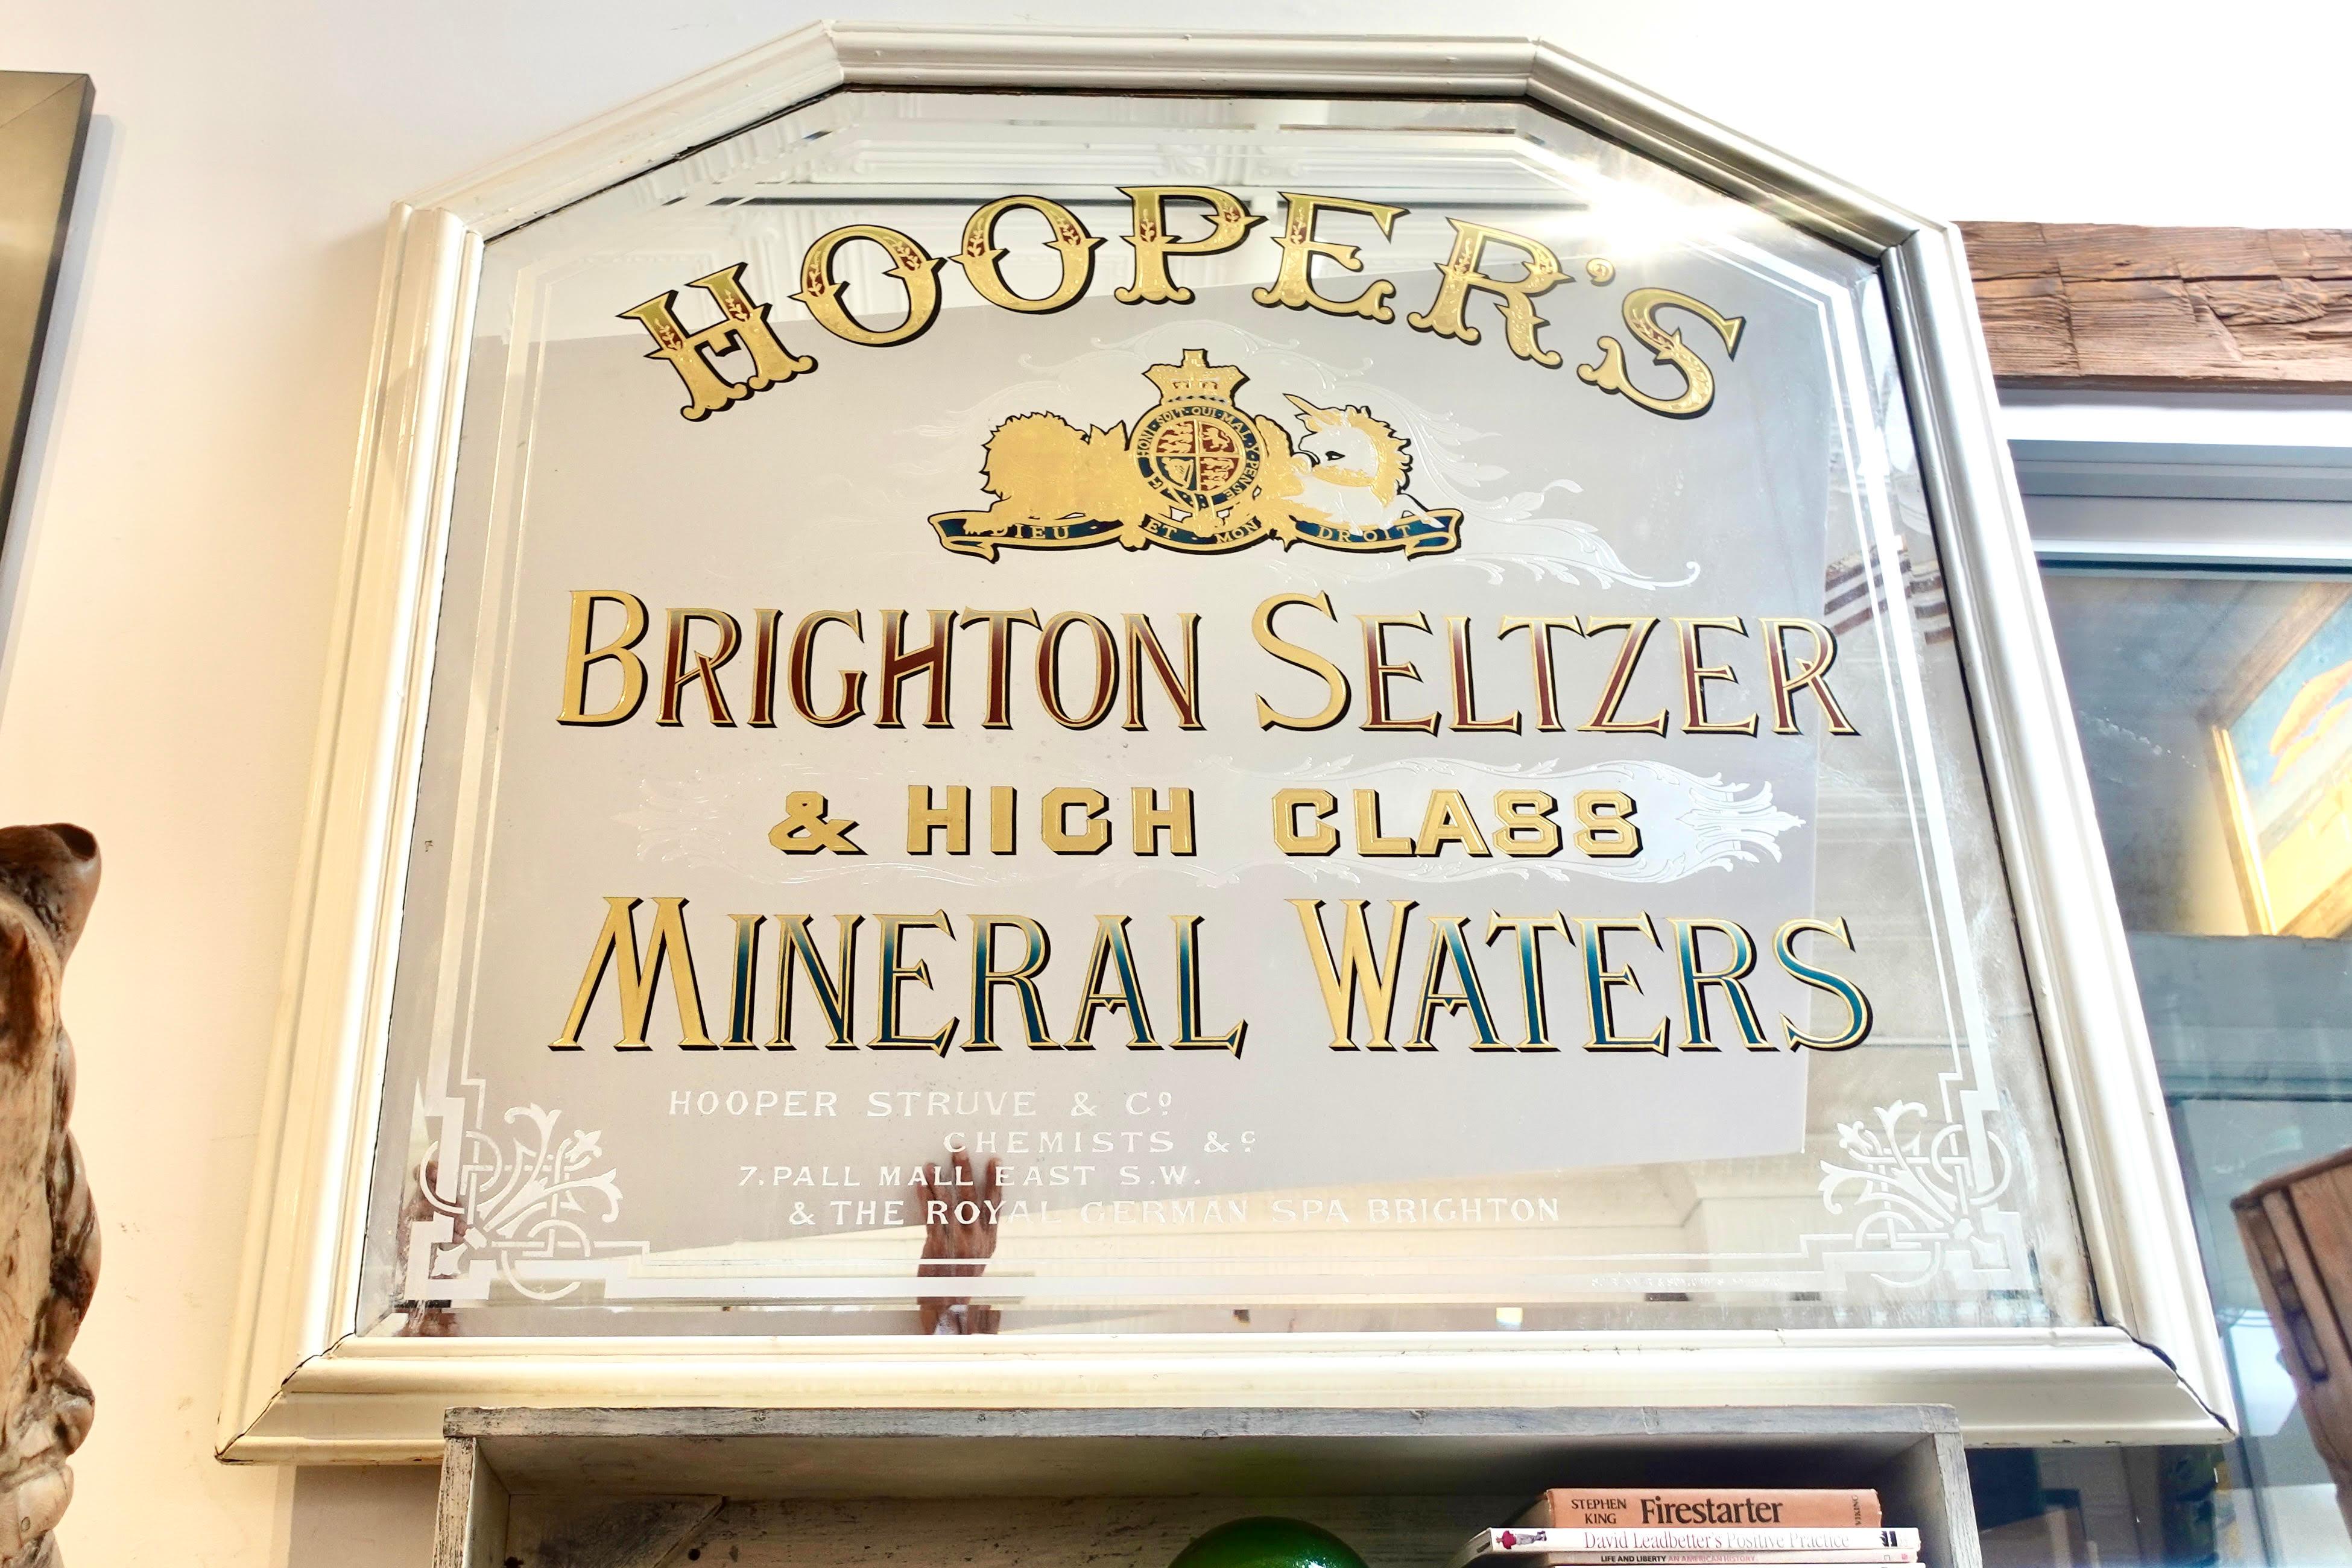 HOOPER'S
HONI · SOIT · QUI · MAL · Y · PENSE
DIEU ET MON DROIT
BRIGHTON SELTZER
& HIGH CLASS
MINERAL WATERS
HOOPER STRUVE & Cº
CHEMISTS &c
7. PALL MALL EAST S.W.
& THE ROYAL GERMAN SPA BRIGHTON
STEPHEN KING Firestarter VIKING
David Leadbetter's Positive Practice
LIFE AND LIBERTY AN AMERICAN HISTORY